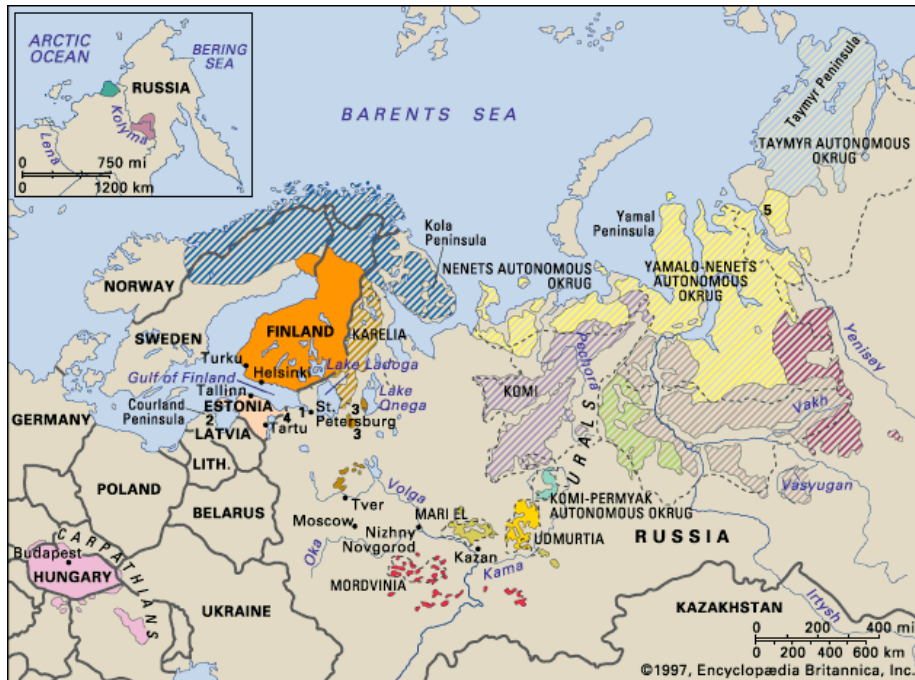 ARCTIC
OCEAN
BERING
SEA
RUSSIA
Kolyma
Lena
0 750 mi
0 1200 km
BARENTS SEA
Taymyr Peninsula
TAYMYR AUTONOMOUS
OKRUG
5
Kola
Peninsula
Yamal
Peninsula
NENETS AUTONOMOUS
OKRUG
YAMALO-NENETS
AUTONOMOUS
OKRUG
NORWAY
SWEDEN
FINLAND
KARELIA
Turku
Helsinki
Lake Ladoga
Gulf of Finland
Tallinn
Lake
Onega
Courland
Peninsula
ESTONIA
2
4
1
St.
Petersburg
3
3
Tartu
LATVIA
GERMANY
LITH.
POLAND
BELARUS
Pechora
KOMI
URALS
Yenisey
Vakh
Vasyugan
Volga
Tver
Moscow
MARI EL
KOMI-PERMYAK
AUTONOMOUS OKRUG
Nizhny
Novgorod
UDMURTIA
RUSSIA
Oka
Kazan
Kama
MORDVINIA
CARPATHIANS
Budapest
HUNGARY
UKRAINE
KAZAKHSTAN
Irtysh
0 200 400 mi
0 200 400 600 km
©1997, Encyclopædia Britannica, Inc.